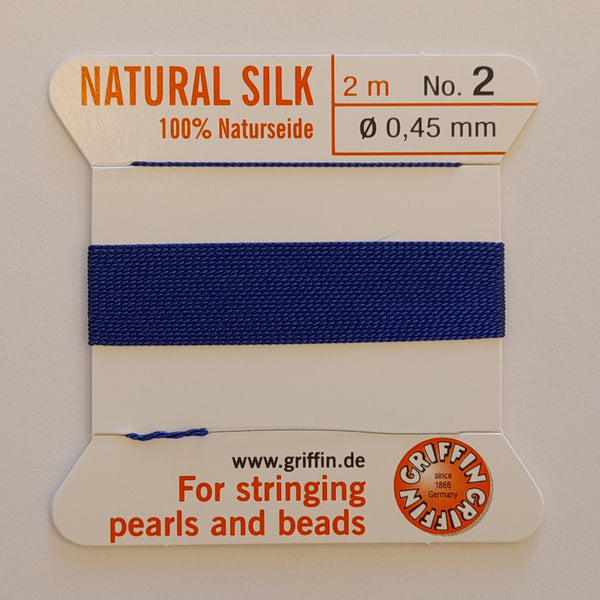 NATURAL SILK
100% Naturseide
2 m No. 2
Ø 0,45 mm
www.griffin.de
For stringing
pearls and beads
GRIFFIN GRIFFIN
since
1866
Germany